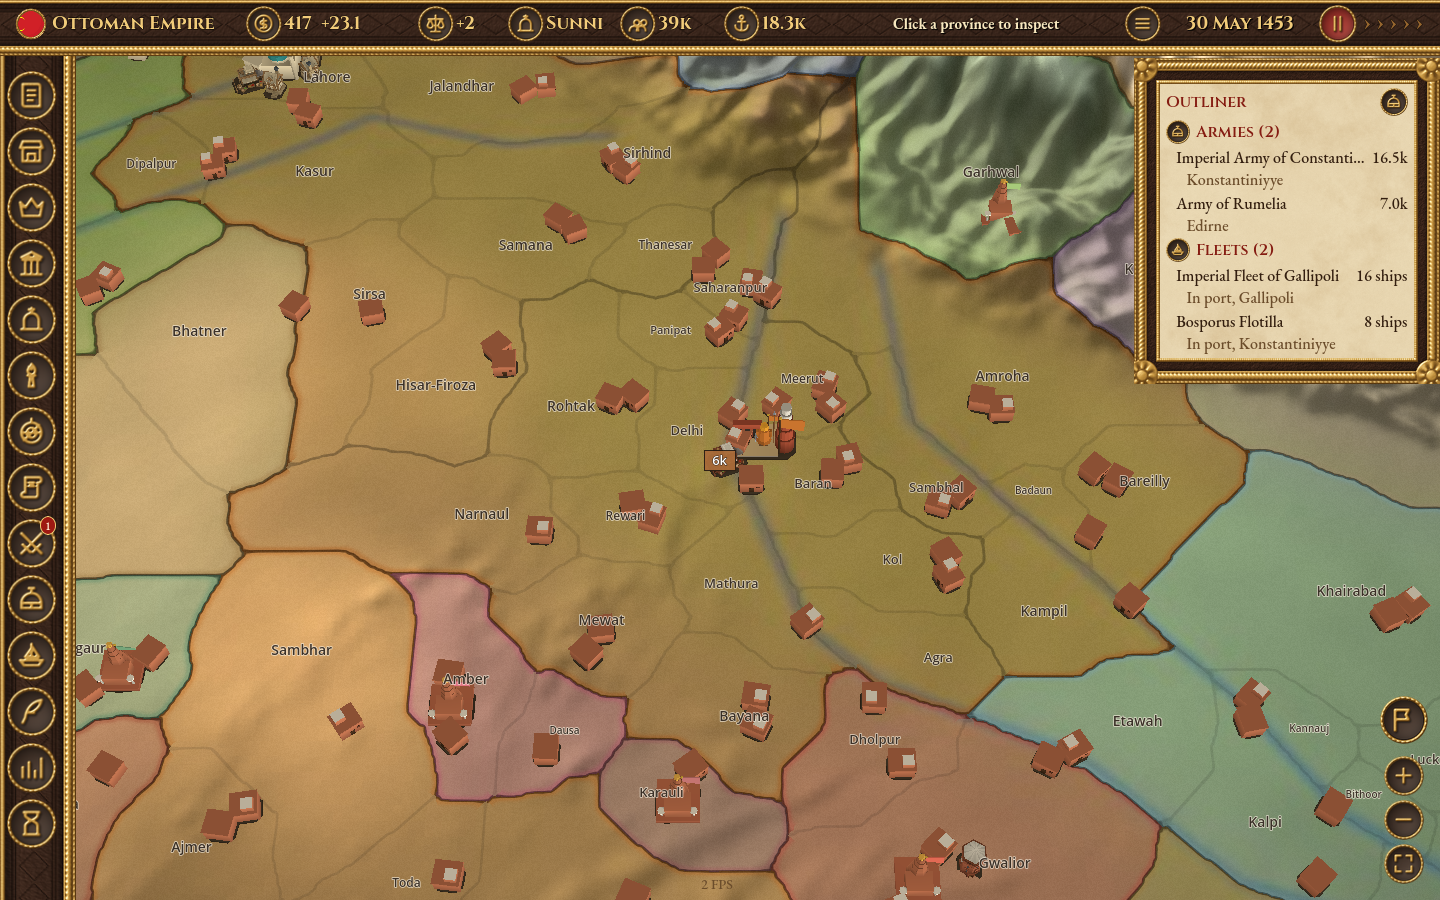 OTTOMAN EMPIRE 417 +23.1 +2 SUNNI 39K 18.3K Click a province to inspect 30 MAY 1453
OUTLINER
ARMIES (2)
Imperial Army of Constanti... 16.5k
Konstantiniyye
Army of Rumelia 7.0k
Edirne
FLEETS (2)
Imperial Fleet of Gallipoli 16 ships
In port, Gallipoli
Bosporus Flotilla 8 ships
In port, Konstantiniyye
1
Lahore
Jalandhar
Dipalpur
Kasur
Sirhind
Garhwal
Samana
Thanesar
K
Saharanpur
Sirsa
Bhatner
Panipat
Hisar-Firoza
Meerut
Amroha
Rohtak
Delhi
6k
Baran
Sambhal
Badaun
Bareilly
Narnaul
Rewari
Kol
Mathura
Khairabad
Kampil
Mewat
gaur
Sambhar
Agra
Amber
Bayana
Etawah
Dausa
Kannauj
Dholpur
Luck
Karauli
Bithoor
Kalpi
Ajmer
Gwalior
Toda
2 FPS